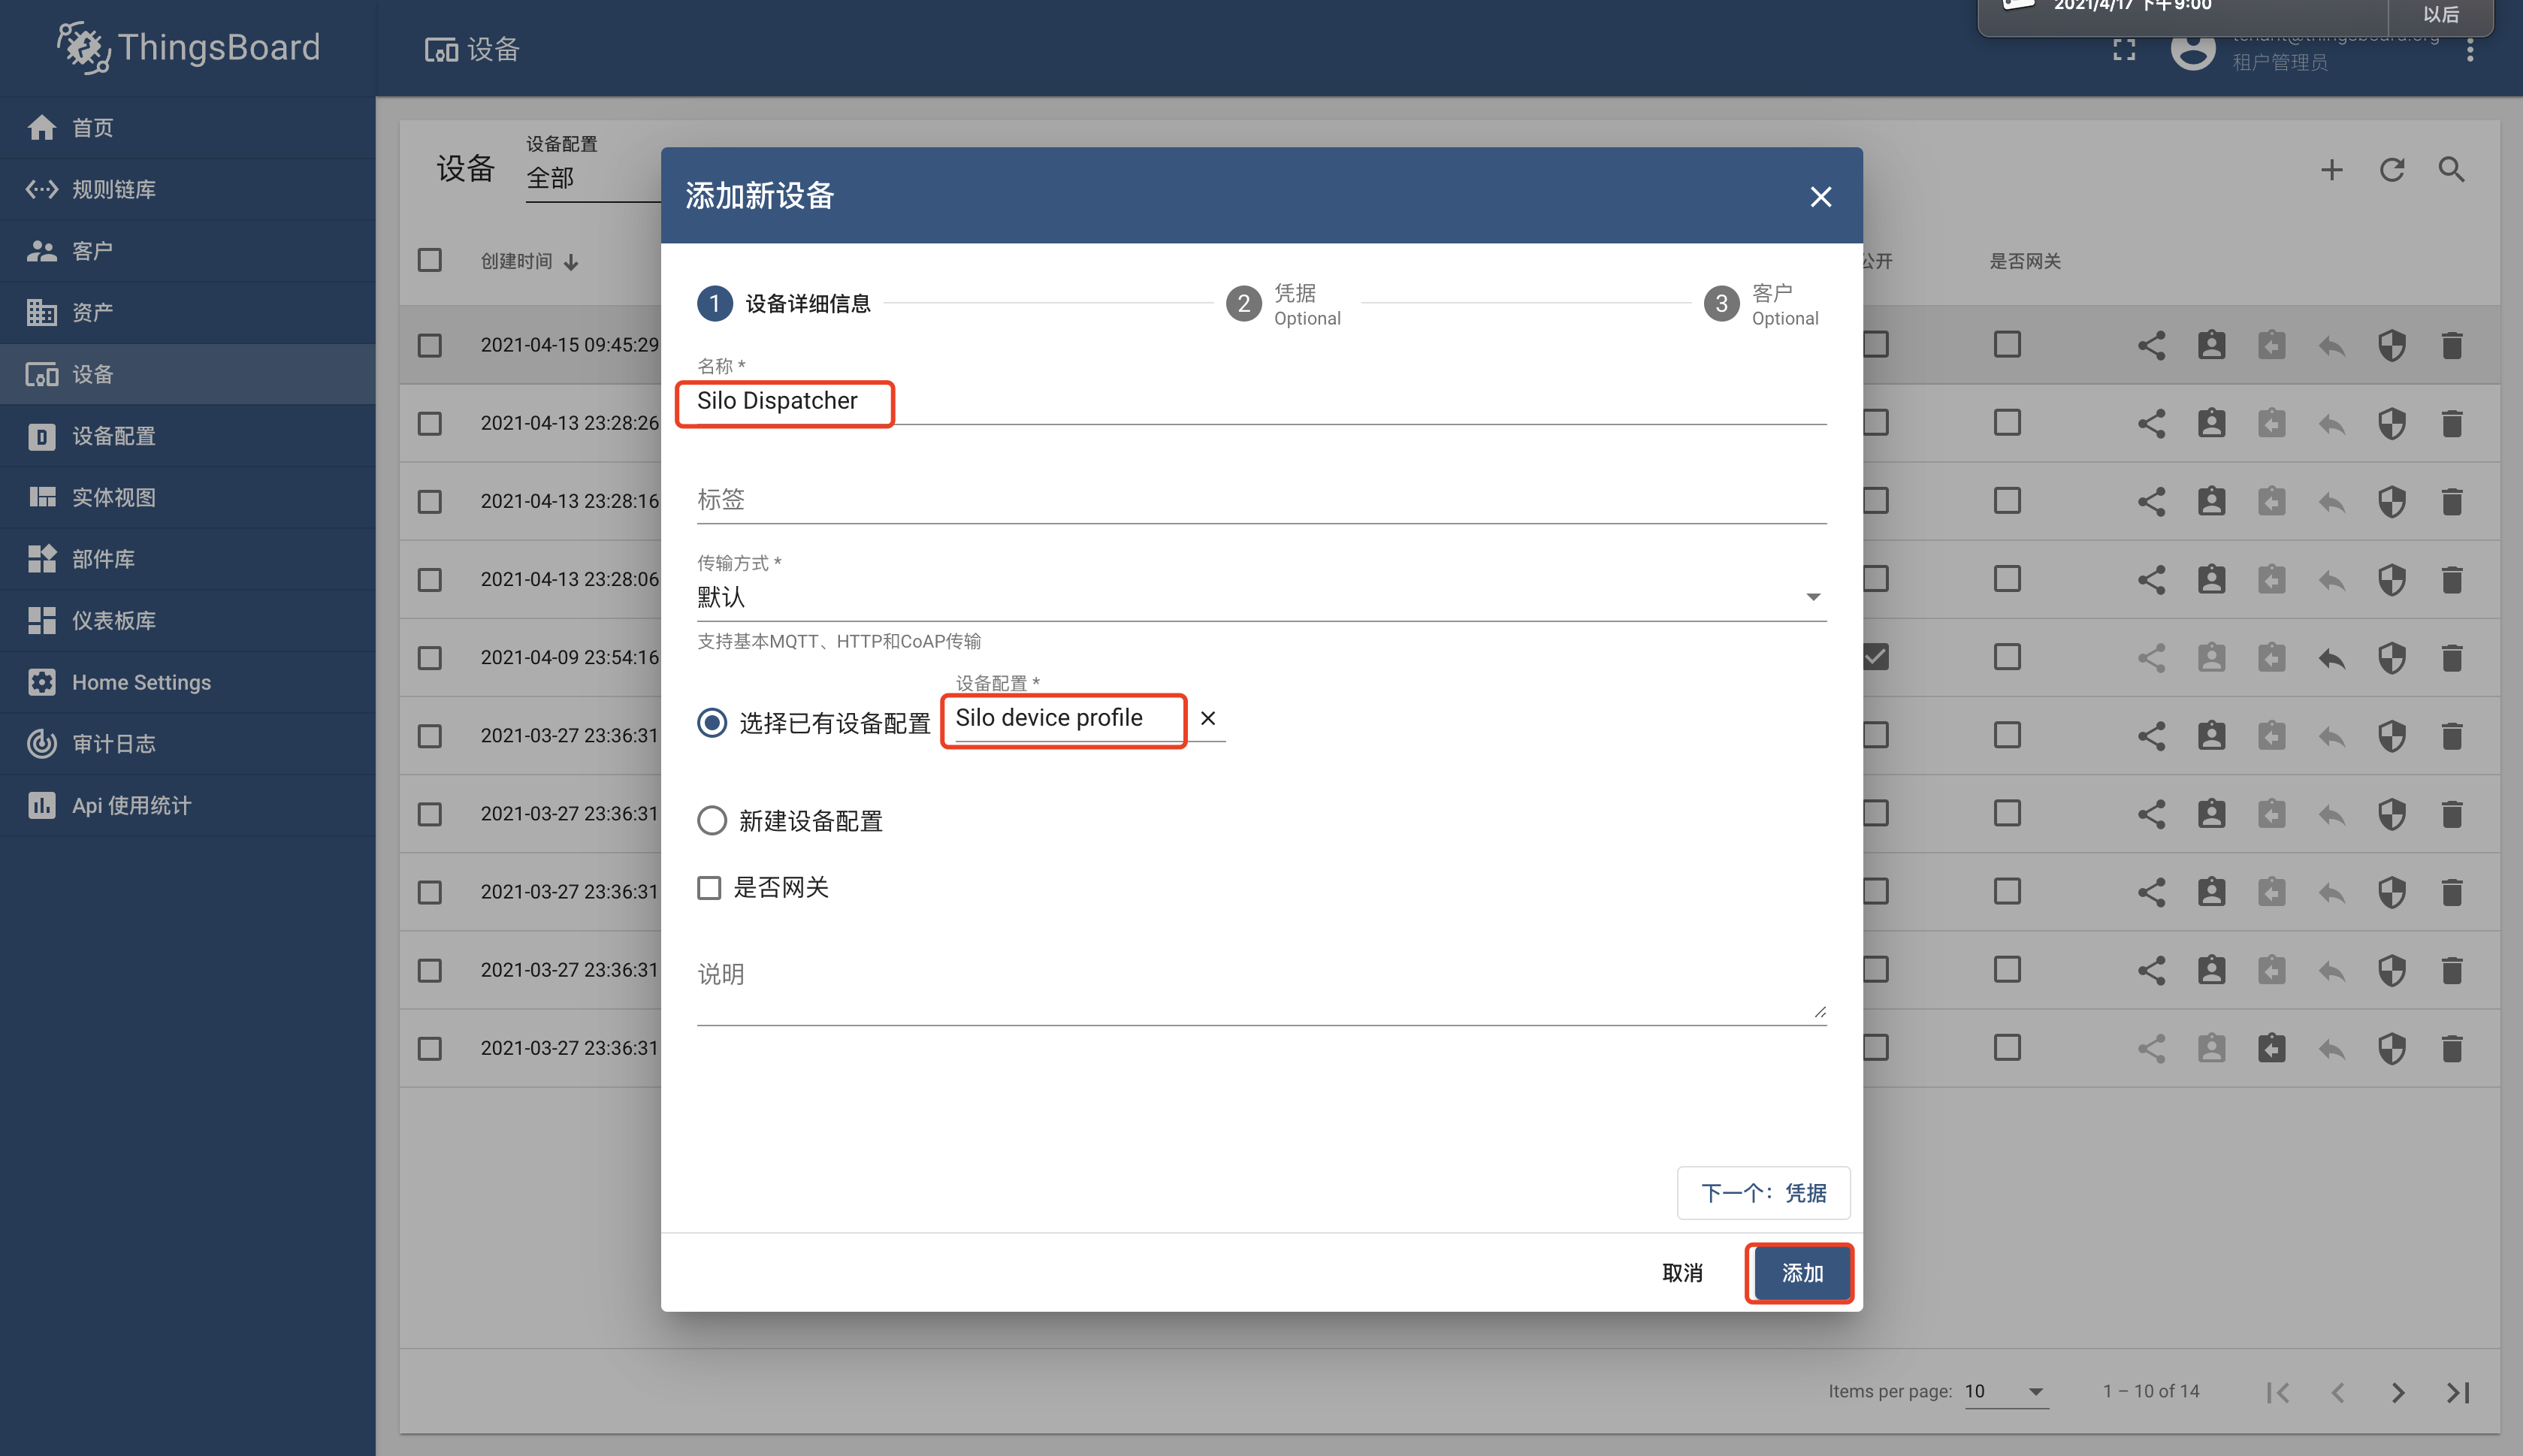 ThingsBoard
设备
2021/4/17 下午9:00
以后
tenant@thingsboard.org
租户管理员
首页
规则链库
客户
资产
设备
设备配置
实体视图
部件库
仪表板库
Home Settings
审计日志
Api 使用统计
设备
设备配置
全部
创建时间
公开
是否网关
2021-04-15 09:45:29
2021-04-13 23:28:26
2021-04-13 23:28:16
2021-04-13 23:28:06
2021-04-09 23:54:16
2021-03-27 23:36:31
2021-03-27 23:36:31
2021-03-27 23:36:31
2021-03-27 23:36:31
2021-03-27 23:36:31
添加新设备
1 设备详细信息
2 凭据
Optional
3 客户
Optional
名称 *
Silo Dispatcher
标签
传输方式 *
默认
支持基本MQTT、HTTP和CoAP传输
选择已有设备配置
设备配置 *
Silo device profile
新建设备配置
是否网关
说明
下一个：凭据
取消
添加
Items per page: 10
1 – 10 of 14